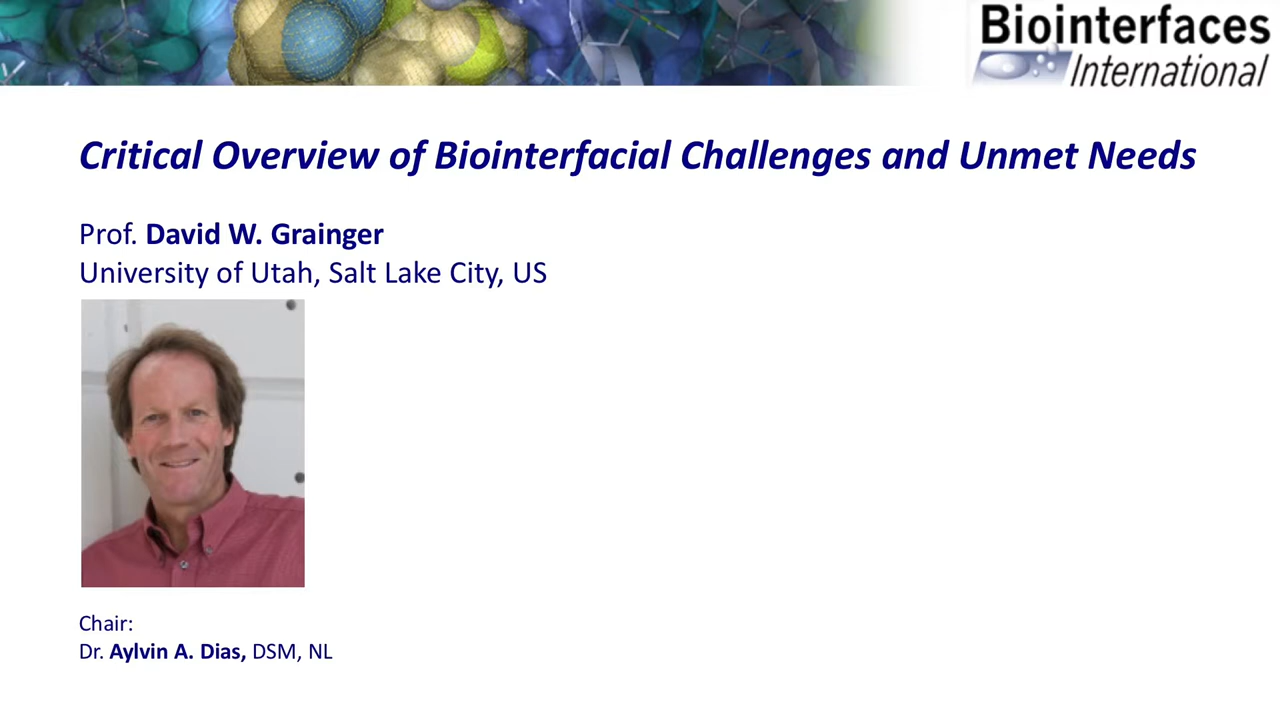 Biointerfaces
International
Critical Overview of Biointerfacial Challenges and Unmet Needs
Prof. David W. Grainger
University of Utah, Salt Lake City, US
Chair:
Dr. Aylvin A. Dias, DSM, NL